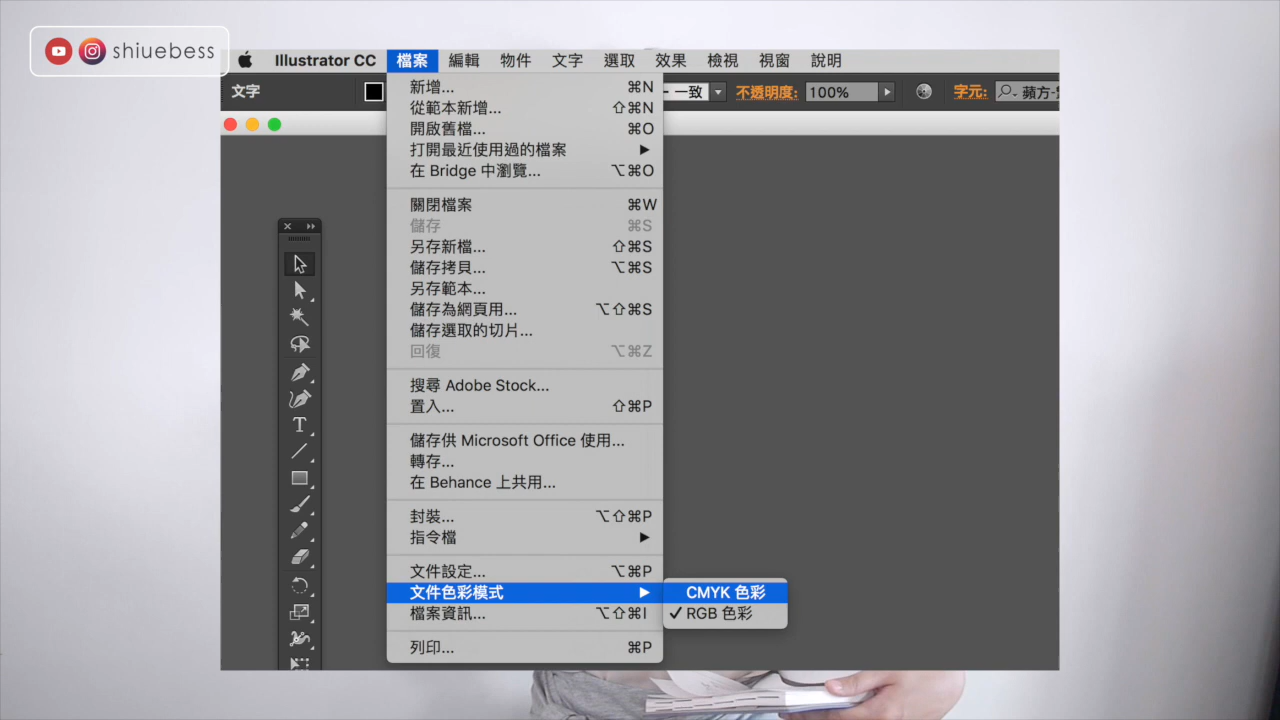 shiuebess
Illustrator CC 檔案 編輯 物件 文字 選取 效果 檢視 視窗 說明
文字 一致 不透明度: 100% 字元: 蘋方-
新增... ⌘N
從範本新增... ⇧⌘N
開啟舊檔... ⌘O
打開最近使用過的檔案 ▶
在 Bridge 中瀏覽... ⌥⌘O
關閉檔案 ⌘W
儲存 ⌘S
另存新檔... ⇧⌘S
儲存拷貝... ⌥⌘S
另存範本...
儲存為網頁用... ⌥⇧⌘S
儲存選取的切片...
回復 ⌥⌘Z
搜尋 Adobe Stock...
置入... ⇧⌘P
儲存供 Microsoft Office 使用...
轉存...
在 Behance 上共用...
封裝... ⌥⇧⌘P
指令檔 ▶
文件設定... ⌥⌘P
文件色彩模式 ▶ CMYK 色彩
檔案資訊... ⌥⇧⌘I ✓ RGB 色彩
列印... ⌘P